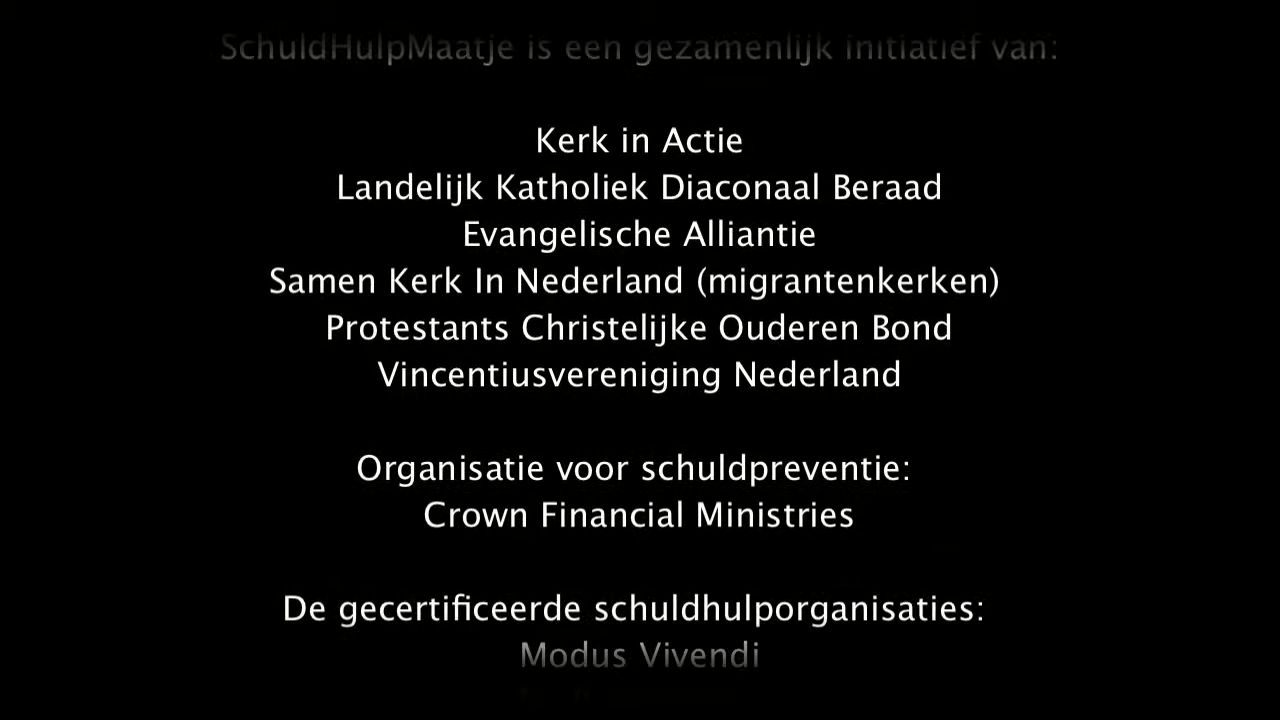 SchuldHulpMaatje is een gezamenlijk initiatief van:
Kerk in Actie
Landelijk Katholiek Diaconaal Beraad
Evangelische Alliantie
Samen Kerk In Nederland (migrantenkerken)
Protestants Christelijke Ouderen Bond
Vincentiusvereniging Nederland
Organisatie voor schuldpreventie:
Crown Financial Ministries
De gecertificeerde schuldhulporganisaties:
Modus Vivendi